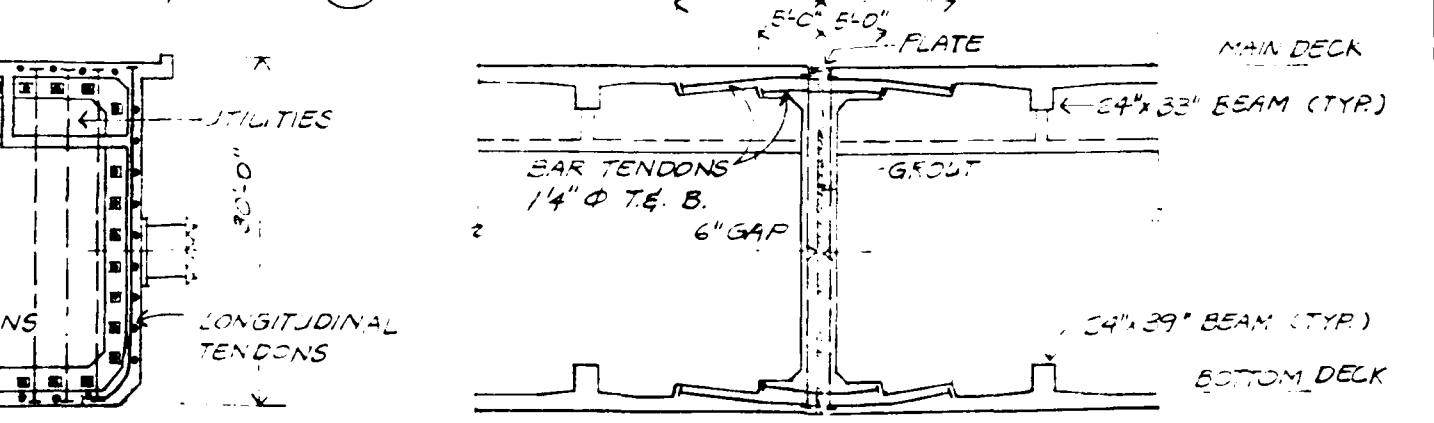 5'-0" 5'-0"
PLATE
MAIN DECK
UTILITIES
24"x 33" BEAM (TYP.)
30'-0"
BAR TENDONS
1¼" Φ T.& B.
GROUT
6" GAP
NS
LONGITUDINAL
TENDONS
24"x 39" BEAM (TYP.)
BOTTOM DECK